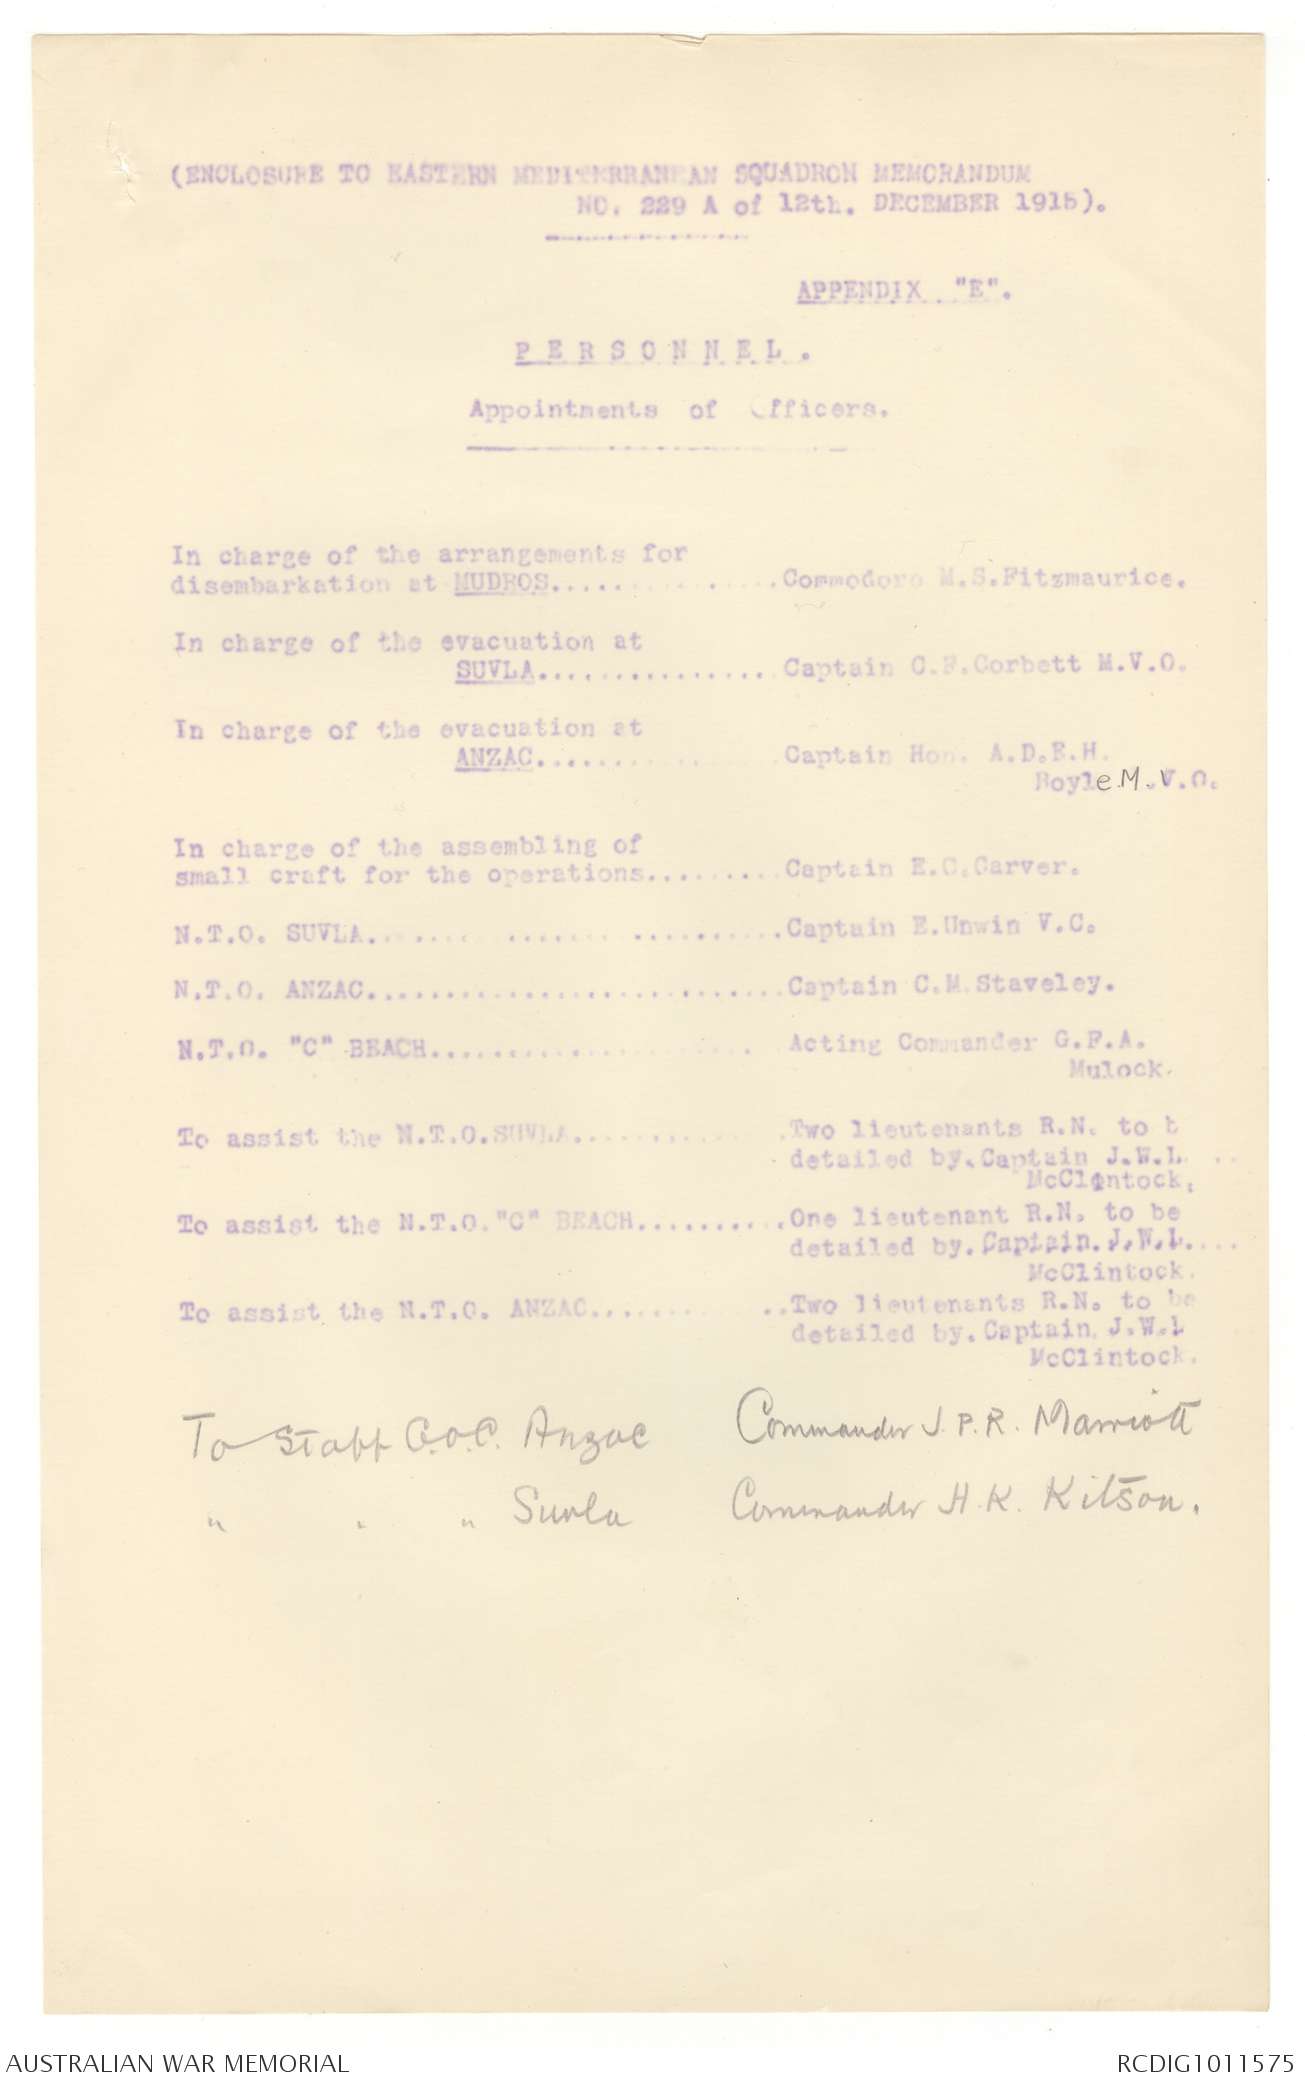 (ENCLOSURE TO EASTERN MEDITERRANEAN SQUADRON MEMORANDUM
NO. 229 A of 12th. DECEMBER 1915).
APPENDIX "E".
PERSONNEL.
Appointments of Officers.
In charge of the arrangements for
disembarkation at MUDROS...............Commodore M.S.Fitzmaurice.
In charge of the evacuation at
SUVLA................Captain C.F.Corbett M.V.O.
In charge of the evacuation at
ANZAC................Captain Hon. A.D.E.H.
Boyle M.V.O.
In charge of the assembling of
small craft for the operations.........Captain E.C.Carver.
N.T.O. SUVLA...........................Captain E.Unwin V.C.
N.T.O. ANZAC...........................Captain C.M.Staveley.
N.T.O. "C" BEACH.....................Acting Commander G.F.A.
Mulock.
To assist the N.T.O.SUVLA..............Two lieutenants R.N. to b
detailed by.Captain J.W.L
McClintock.
To assist the N.T.O."C" BEACH..........One lieutenant R.N. to be
detailed by.Captain.J.W.L....
McClintock.
To assist the N.T.O. ANZAC.............Two lieutenants R.N. to be
detailed by.Captain J.W.L
McClintock.
To Staff G.O.C. Anzac Commander J.P.R. Marriott
" " " Suvla Commander H.K. Kitson.
AUSTRALIAN WAR MEMORIAL RCDIG1011575